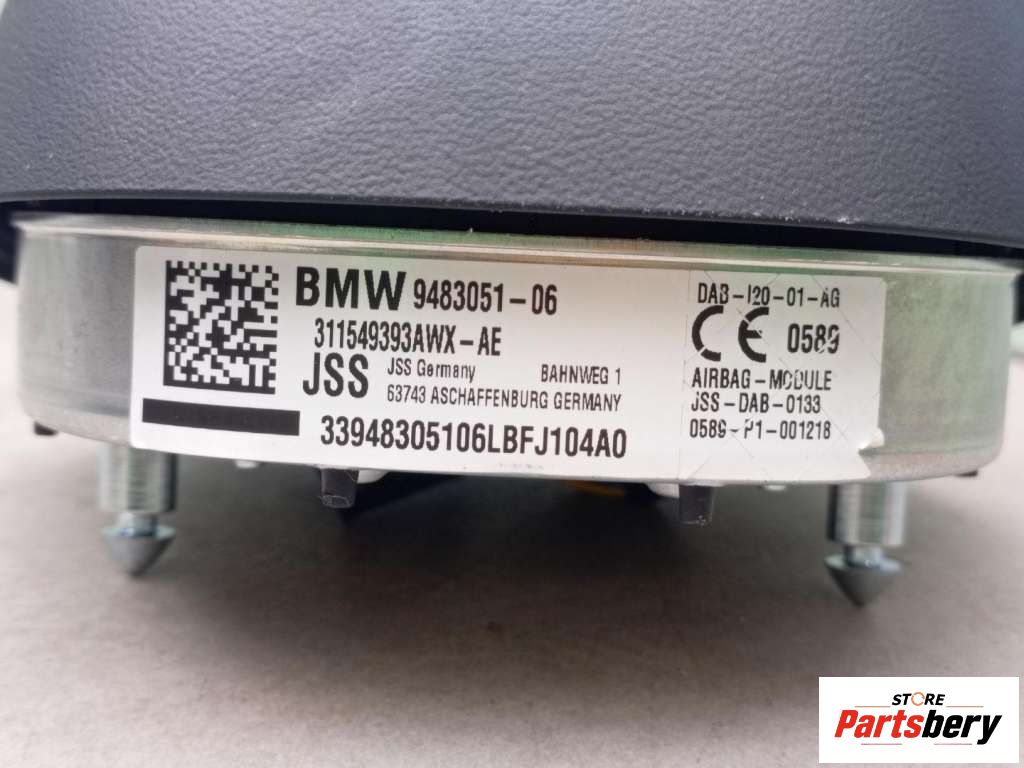 BMW 9483051-06
311549393AWX-AE
JSS JSS Germany BAHNWEG 1
63743 ASCHAFFENBURG GERMANY
33948305106LBFJ104A0
DAB-I20-01-AG
CE 0589
AIRBAG-MODULE
JSS-DAB-0133
0589-P1-001218
STORE
Partsbery